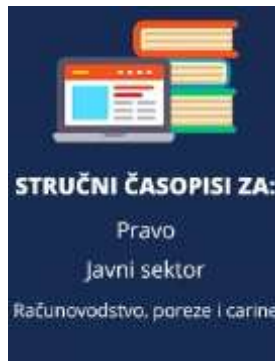 STRUČNI ČASOPISI ZA:
Pravo
Javni sektor
Računovodstvo, poreze i carine